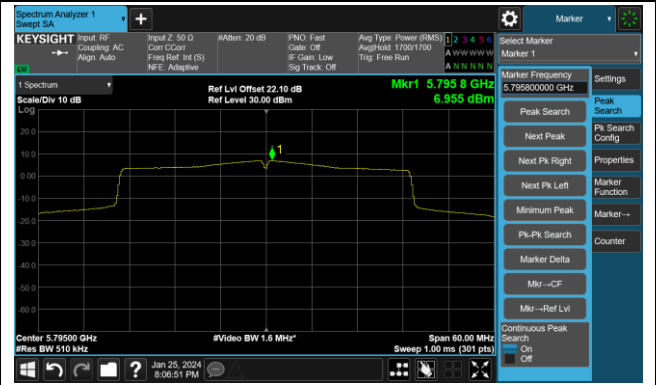 Spectrum Analyzer 1
Swept SA
+
Marker
KEYSIGHT
Input: RF
Coupling: AC
Align: Auto
Input Z: 50 Ω
Corr CCorr
Freq Ref: Int (S)
NFE: Adaptive
#Atten: 20 dB
PNO: Fast
Gate: Off
IF Gain: Low
Sig Track: Off
Avg Type: Power (RMS)
Avg|Hold: 1700/1700
Trig: Free Run
1 2 3 4 5 6
A W W W W W
A N N N N N
LXI
Select Marker
Marker 1
1 Spectrum
Scale/Div 10 dB
Log
Ref Lvl Offset 22.10 dB
Ref Level 30.00 dBm
Mkr1 5.795 8 GHz
6.955 dBm
20.0
10.0
0.00
-10.0
-20.0
-30.0
-40.0
-50.0
-60.0
1
Center 5.79500 GHz
#Res BW 510 kHz
#Video BW 1.6 MHz*
Span 60.00 MHz
Sweep 1.00 ms (301 pts)
Marker Frequency
5.795800000 GHz
Peak Search
Next Peak
Next Pk Right
Next Pk Left
Minimum Peak
Pk-Pk Search
Marker Delta
Mkr→CF
Mkr→Ref Lvl
Continuous Peak
Search
On
Off
Settings
Peak
Search
Pk Search
Config
Properties
Marker
Function
Marker→
Counter
?
Jan 25, 2024
8:06:51 PM